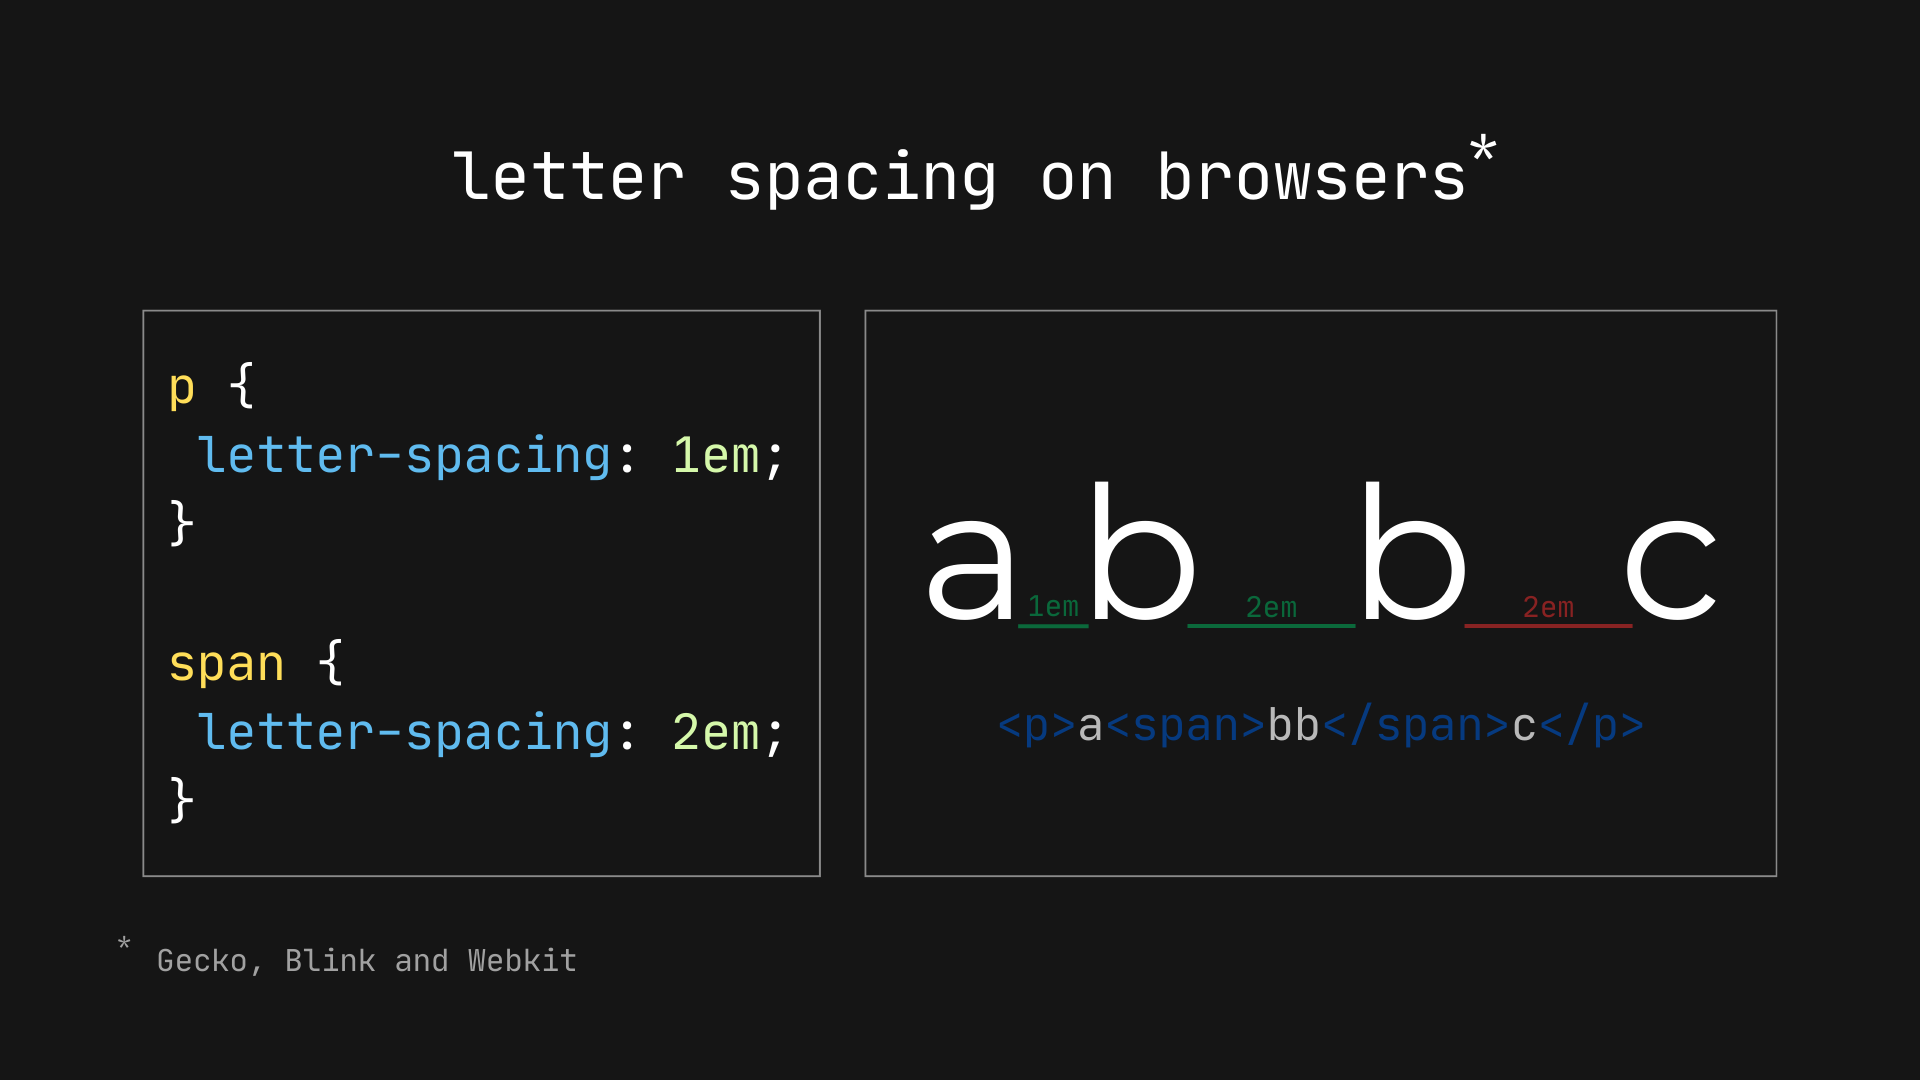 letter spacing on browsers*
p {
 letter-spacing: 1em;
}
span {
 letter-spacing: 2em;
}
abbc
1em 2em 2em
<p>a<span>bb</span>c</p>
* Gecko, Blink and Webkit